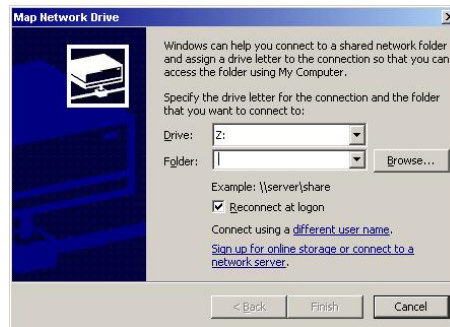 Map Network Drive
Windows can help you connect to a shared network folder
and assign a drive letter to the connection so that you can
access the folder using My Computer.
Specify the drive letter for the connection and the folder
that you want to connect to:
Drive: Z:
Folder: Browse...
Example: \\server\share
Reconnect at logon
Connect using a different user name.
Sign up for online storage or connect to a
network server.
< Back Finish Cancel